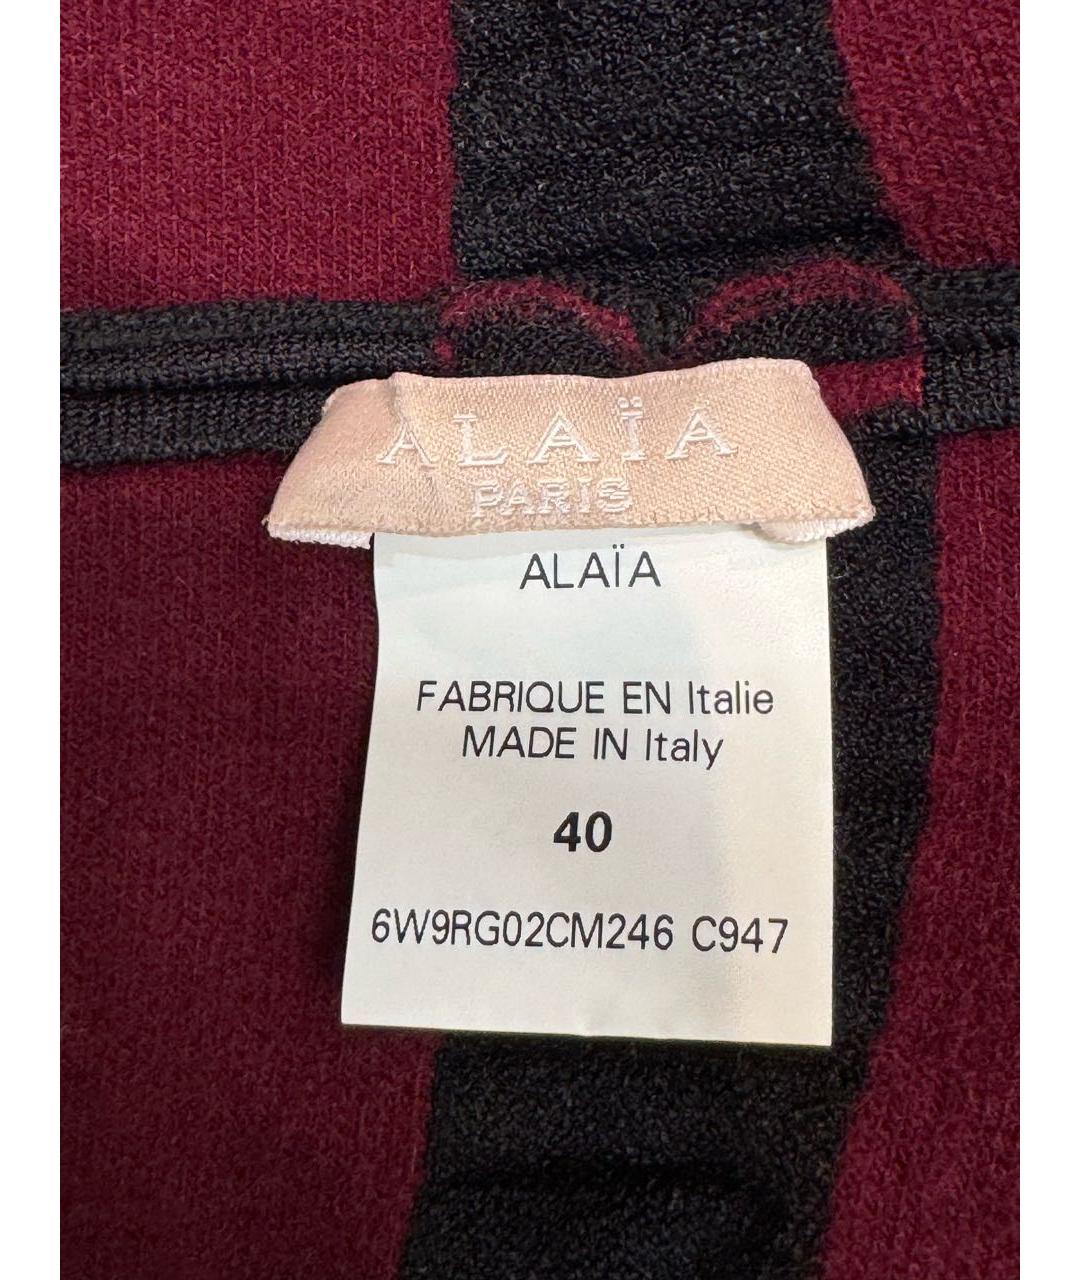 ALAÏA
PARIS
ALAÏA
FABRIQUE EN Italie
MADE IN Italy
40
6W9RG02CM246 C947